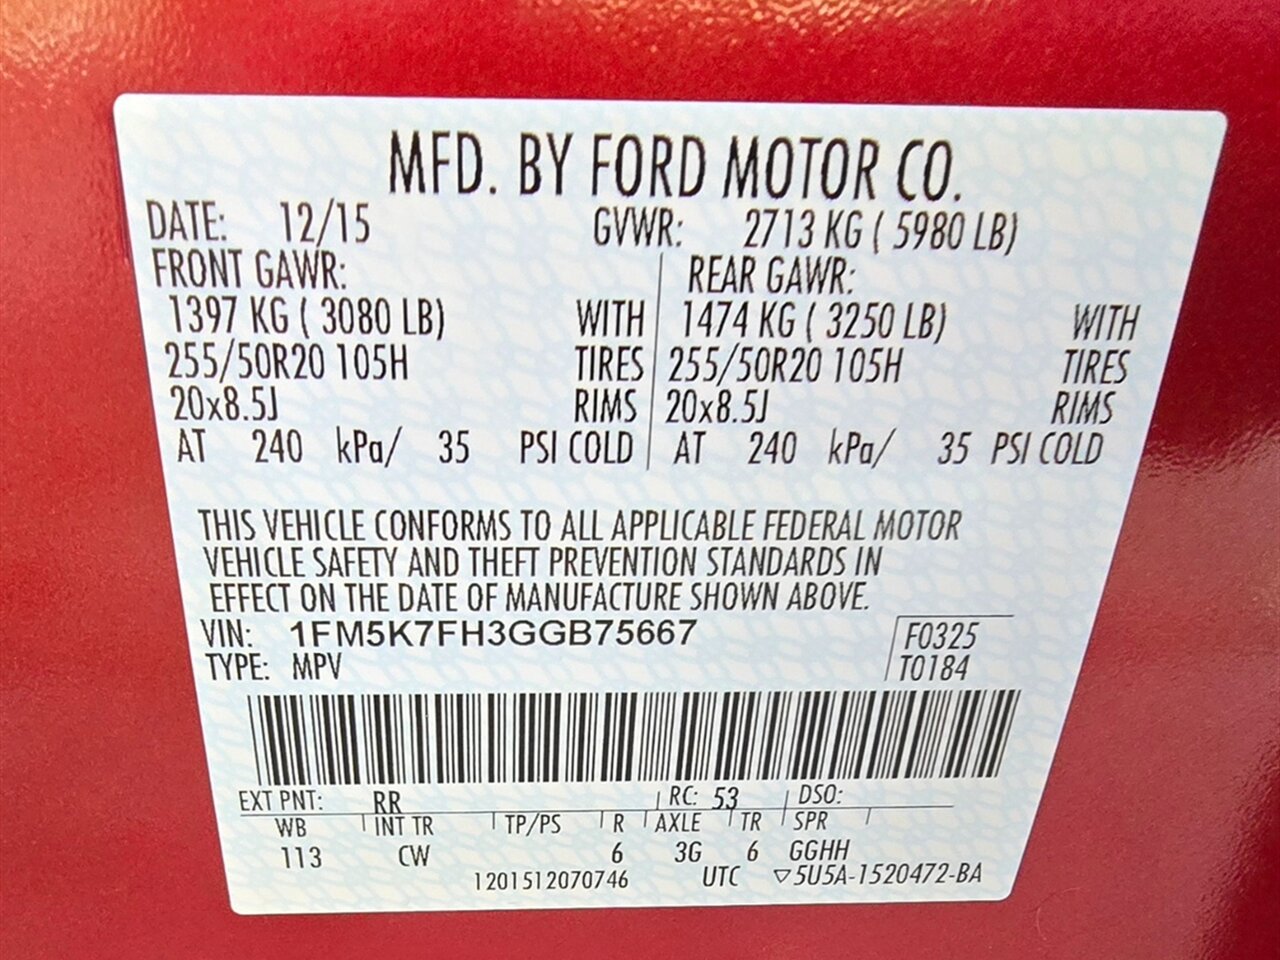 MFD. BY FORD MOTOR CO.
DATE: 12/15 GVWR: 2713 KG ( 5980 LB)
FRONT GAWR: REAR GAWR:
1397 KG ( 3080 LB) WITH 1474 KG ( 3250 LB) WITH
255/50R20 105H TIRES 255/50R20 105H TIRES
20x8.5J RIMS 20x8.5J RIMS
AT 240 kPa/ 35 PSI COLD AT 240 kPa/ 35 PSI COLD
THIS VEHICLE CONFORMS TO ALL APPLICABLE FEDERAL MOTOR
VEHICLE SAFETY AND THEFT PREVENTION STANDARDS IN
EFFECT ON THE DATE OF MANUFACTURE SHOWN ABOVE.
VIN: 1FM5K7FH3GGB75667 F0325
TYPE: MPV T0184
EXT PNT: RR RC: 53 DSO:
WB INT TR TP/PS R AXLE TR SPR
113 CW 6 3G 6 GGHH
1201512070746 UTC ▽5U5A-1520472-BA